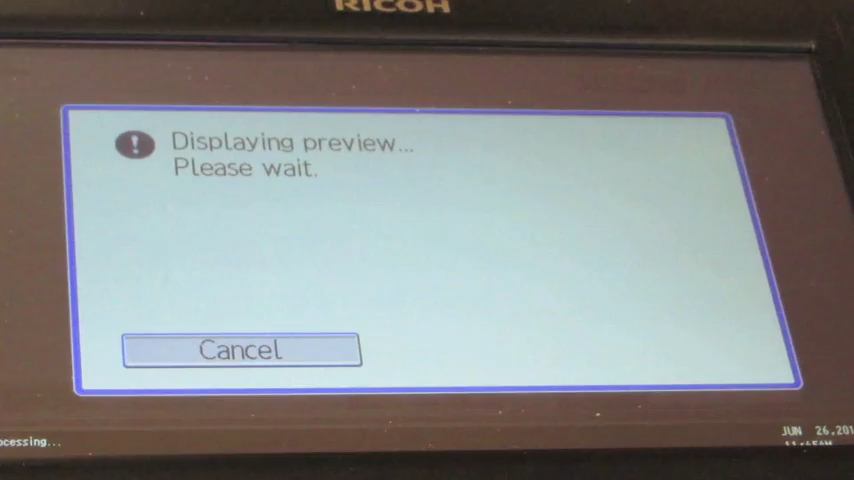 RICOH
Displaying preview...
Please wait.
Cancel
JUN 26,201
ocessing...